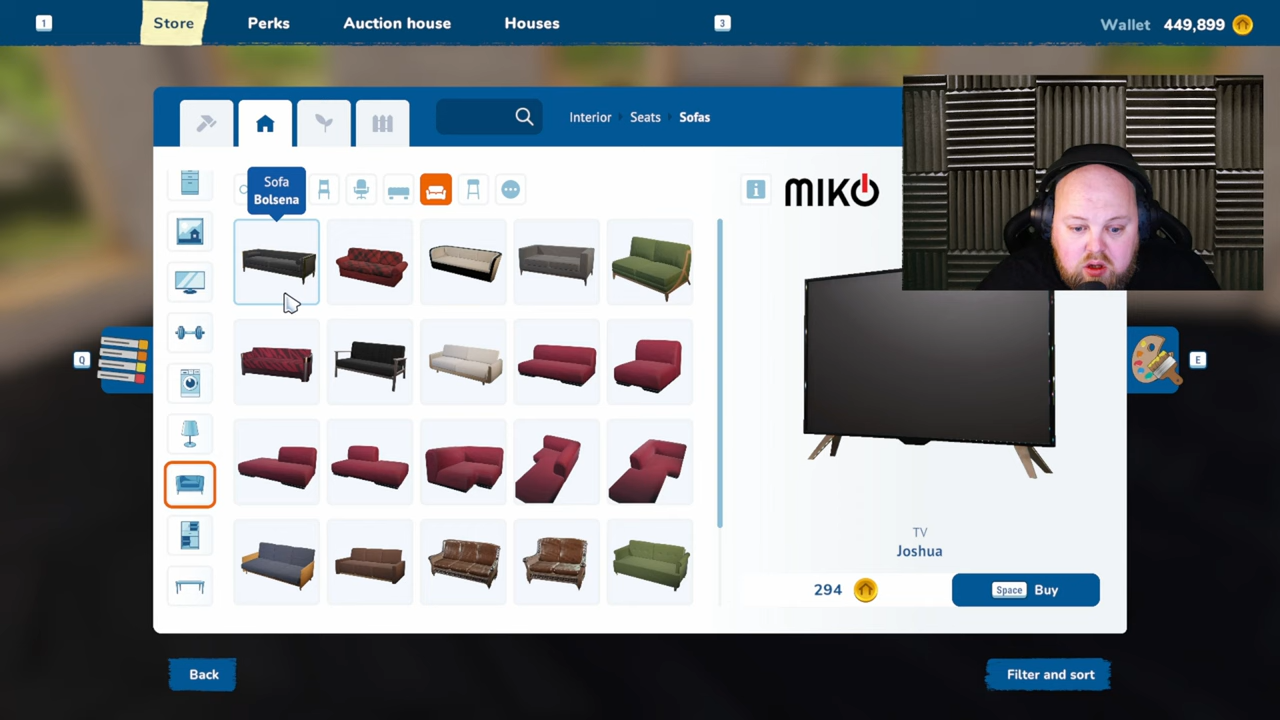 1
Store
Perks
Auction house
Houses
3
Wallet 449,899
Interior Seats Sofas
Sofa
Bolsena
i
MIKO
Q
E
TV
Joshua
294
Space Buy
Back
Filter and sort